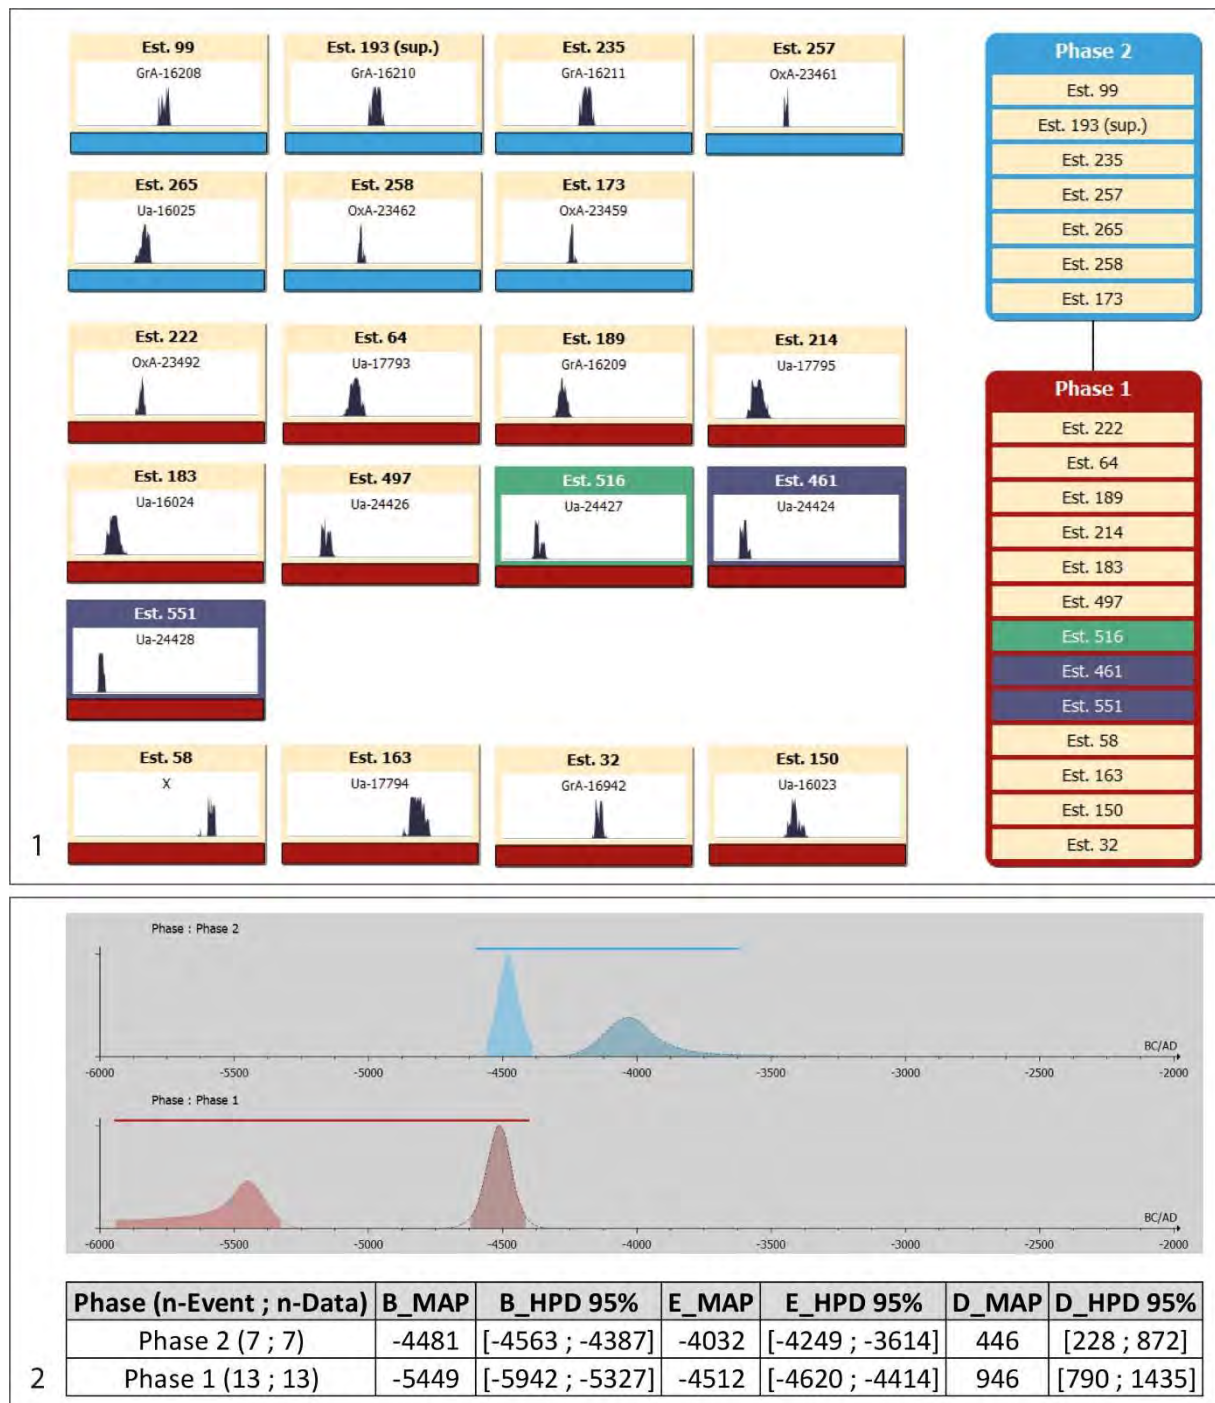 Est. 99 Est. 193 (sup.) Est. 235 Est. 257
GrA-16208 GrA-16210 GrA-16211 OxA-23461
Est. 265 Est. 258 Est. 173
Ua-16025 OxA-23462 OxA-23459
Est. 222 Est. 64 Est. 189 Est. 214
OxA-23492 Ua-17793 GrA-16209 Ua-17795
Est. 183 Est. 497 Est. 516 Est. 461
Ua-16024 Ua-24426 Ua-24427 Ua-24424
Est. 551
Ua-24428
Est. 58 Est. 163 Est. 32 Est. 150
X Ua-17794 GrA-16942 Ua-16023
1
Phase 2
Est. 99
Est. 193 (sup.)
Est. 235
Est. 257
Est. 265
Est. 258
Est. 173
Phase 1
Est. 222
Est. 64
Est. 189
Est. 214
Est. 183
Est. 497
Est. 516
Est. 461
Est. 551
Est. 58
Est. 163
Est. 150
Est. 32
Phase : Phase 2
BC/AD
-6000 -5500 -5000 -4500 -4000 -3500 -3000 -2500 -2000
Phase : Phase 1
BC/AD
-6000 -5500 -5000 -4500 -4000 -3500 -3000 -2500 -2000
Phase (n-Event ; n-Data) B_MAP B_HPD 95% E_MAP E_HPD 95% D_MAP D_HPD 95%
Phase 2 (7 ; 7) -4481 [-4563 ; -4387] -4032 [-4249 ; -3614] 446 [228 ; 872]
Phase 1 (13 ; 13) -5449 [-5942 ; -5327] -4512 [-4620 ; -4414] 946 [790 ; 1435]
2